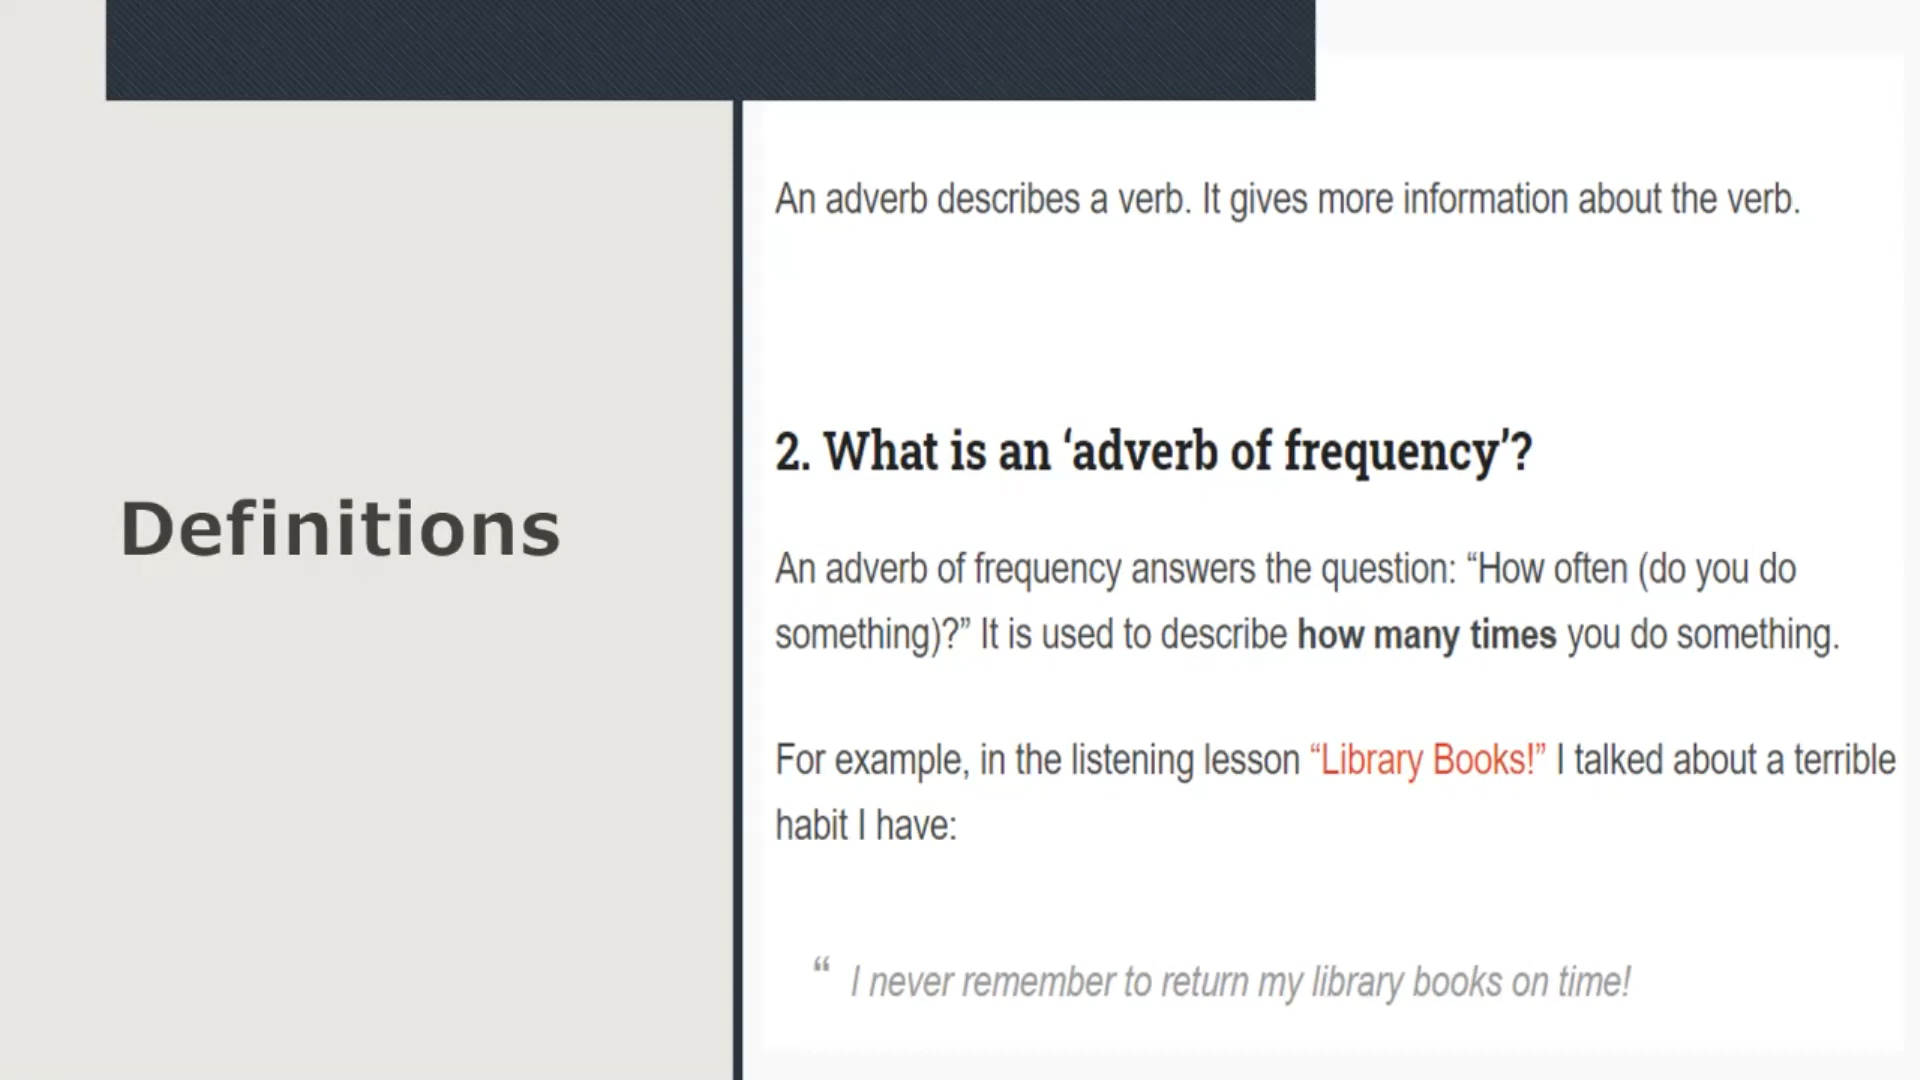 Definitions
An adverb describes a verb. It gives more information about the verb.
2. What is an ‘adverb of frequency’?
An adverb of frequency answers the question: “How often (do you do
something)?” It is used to describe how many times you do something.
For example, in the listening lesson “Library Books!” I talked about a terrible
habit I have:
“ I never remember to return my library books on time!